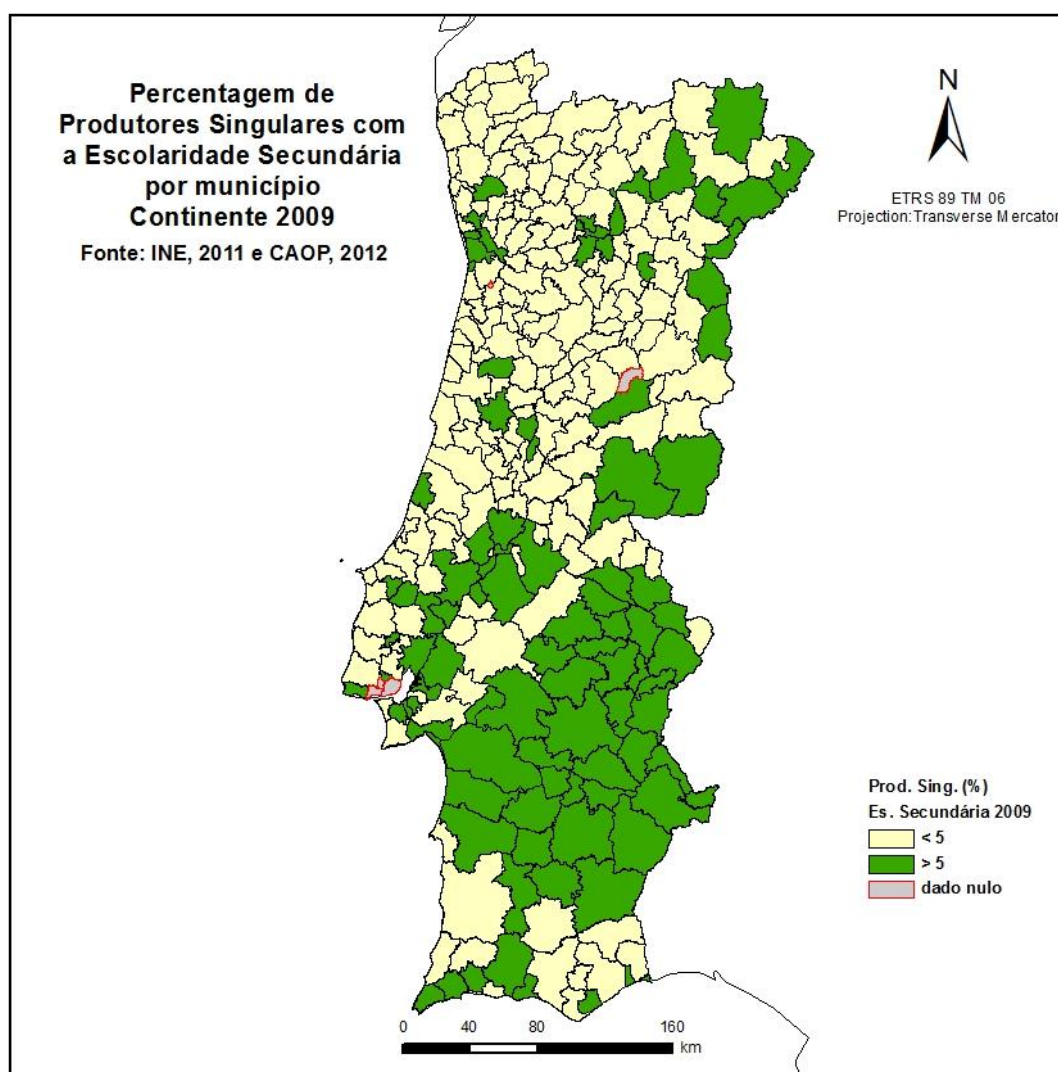 Percentagem de
Produtores Singulares com
a Escolaridade Secundária
por município
Continente 2009
Fonte: INE, 2011 e CAOP, 2012
N
ETRS 89 TM 06
Projection: Transverse Mercator
Prod. Sing. (%)
Es. Secundária 2009
< 5
> 5
dado nulo
0 40 80 160
km